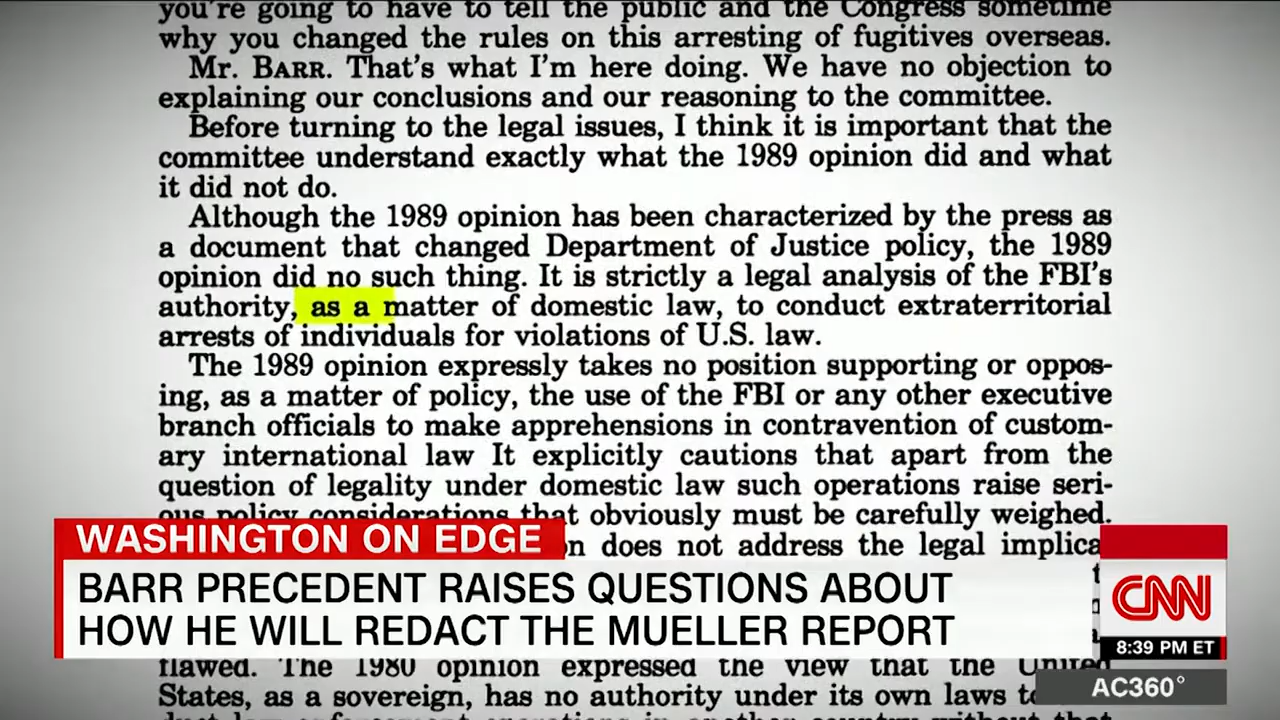 you're going to have to tell the public and the Congress sometime
why you changed the rules on this arresting of fugitives overseas.
Mr. BARR. That's what I'm here doing. We have no objection to
explaining our conclusions and our reasoning to the committee.
Before turning to the legal issues, I think it is important that the
committee understand exactly what the 1989 opinion did and what
it did not do.
Although the 1989 opinion has been characterized by the press as
a document that changed Department of Justice policy, the 1989
opinion did no such thing. It is strictly a legal analysis of the FBI's
authority, as a matter of domestic law, to conduct extraterritorial
arrests of individuals for violations of U.S. law.
The 1989 opinion expressly takes no position supporting or oppos-
ing, as a matter of policy, the use of the FBI or any other executive
branch officials to make apprehensions in contravention of custom-
ary international law It explicitly cautions that apart from the
question of legality under domestic law such operations raise seri-
ous policy considerations that obviously must be carefully weighed.
does not address the legal implica
WASHINGTON ON EDGE
BARR PRECEDENT RAISES QUESTIONS ABOUT
HOW HE WILL REDACT THE MUELLER REPORT
CNN
8:39 PM ET
AC360°
flawed. The 1980 opinion expressed the view that the United
States, as a sovereign, has no authority under its own laws